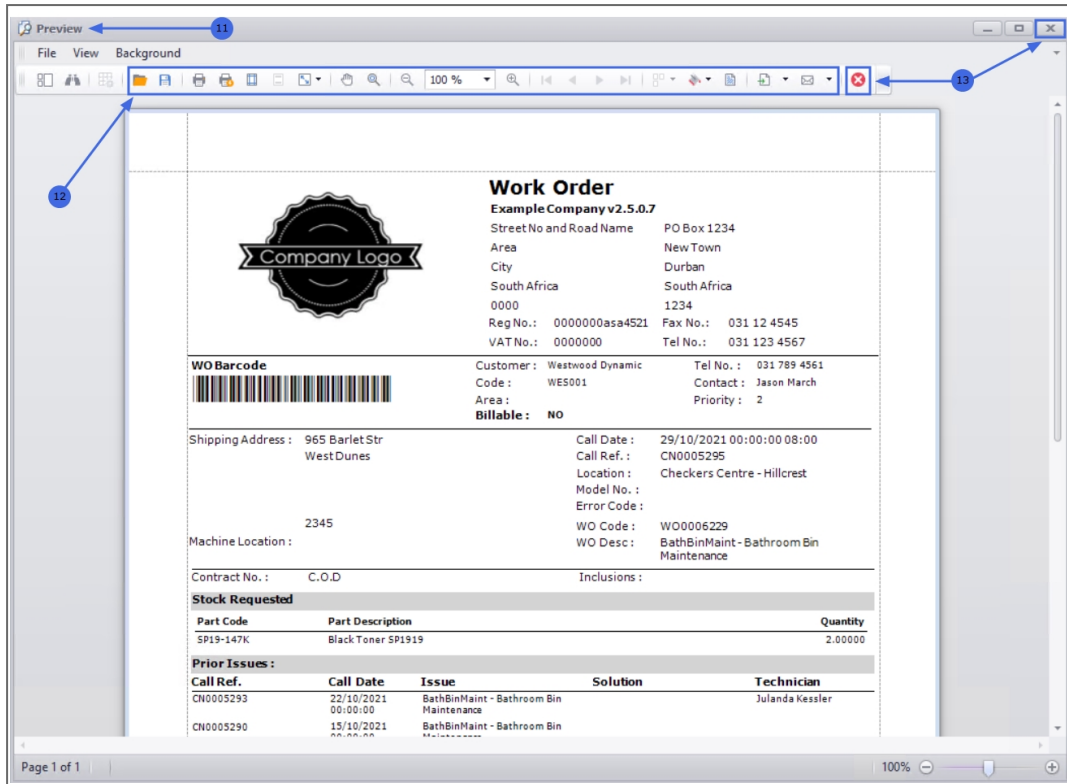 Preview
11
File View Background
100 %
13
12
Work Order
Example Company v2.5.0.7
Street No and Road Name PO Box 1234
Area New Town
City Durban
South Africa South Africa
0000 1234
Reg No.: 0000000asa4521 Fax No.: 031 12 4545
VAT No.: 0000000 Tel No.: 031 123 4567
Company Logo
WO Barcode
Customer: Westwood Dynamic Tel No.: 031 789 4561
Code: WES001 Contact: Jason March
Area: Priority: 2
Billable: NO
Shipping Address: 965 Barlet Str Call Date: 29/10/2021 00:00:00 08:00
West Dunes Call Ref.: CN0005295
Location: Checkers Centre - Hillcrest
Model No.:
Error Code:
2345 WO Code: WO0006229
Machine Location: WO Desc: BathBinMaint - Bathroom Bin
Maintenance
Contract No.: C.O.D Inclusions:
Stock Requested
Part Code Part Description Quantity
SP19-147K Black Toner SP1919 2.00000
Prior Issues:
Call Ref. Call Date Issue Solution Technician
CN0005293 22/10/2021 BathBinMaint - Bathroom Bin Julanda Kessler
00:00:00 Maintenance
CN0005290 15/10/2021 BathBinMaint - Bathroom Bin
Page 1 of 1 100%